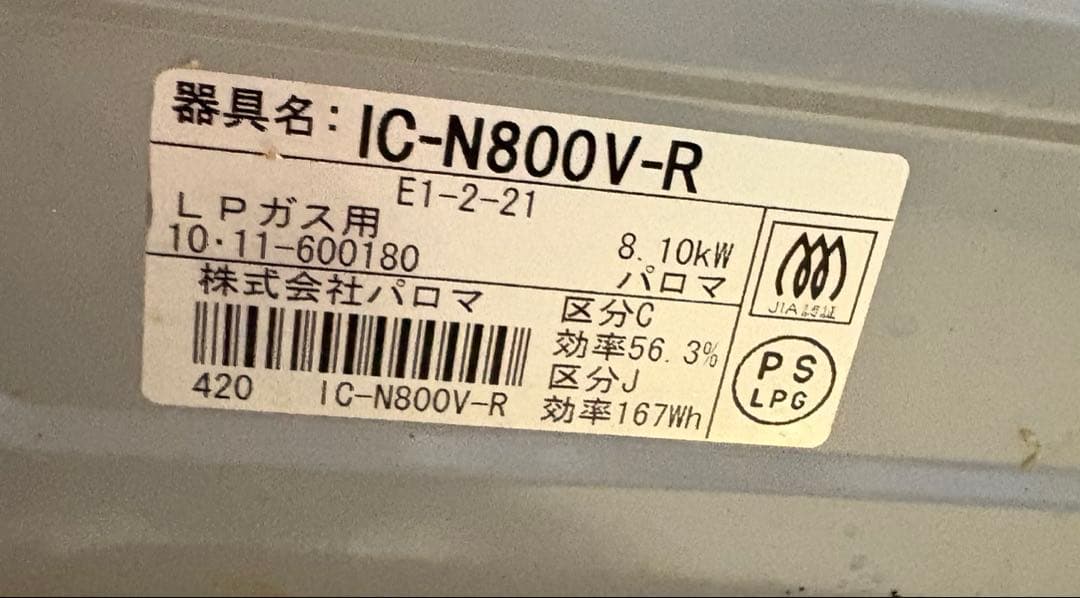 器具名: IC-N800V-R
E1-2-21
LPガス用
10・11-600180
8.10kW
パロマ
株式会社パロマ
区分C
効率56.3%
区分J
効率167Wh
420 IC-N800V-R
JIA認証
PS
LPG